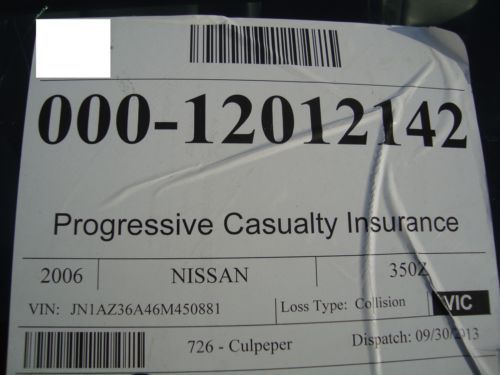 000-12012142
Progressive Casualty Insurance
2006 NISSAN 350Z
VIN: JN1AZ36A46M450881 Loss Type: Collision VIC
726 - Culpeper Dispatch: 09/30/2013